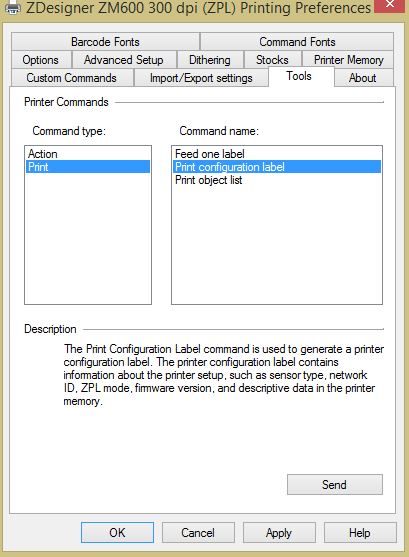 ZDesigner ZM600 300 dpi (ZPL) Printing Preferences
Barcode Fonts Command Fonts
Options Advanced Setup Dithering Stocks Printer Memory
Custom Commands Import/Export settings Tools About
Printer Commands
Command type: Command name:
Action Feed one label
Print Print configuration label
Print object list
Description
The Print Configuration Label command is used to generate a printer
configuration label. The printer configuration label contains
information about the printer setup, such as sensor type, network
ID, ZPL mode, firmware version, and descriptive data in the printer
memory.
Send
OK Cancel Apply Help